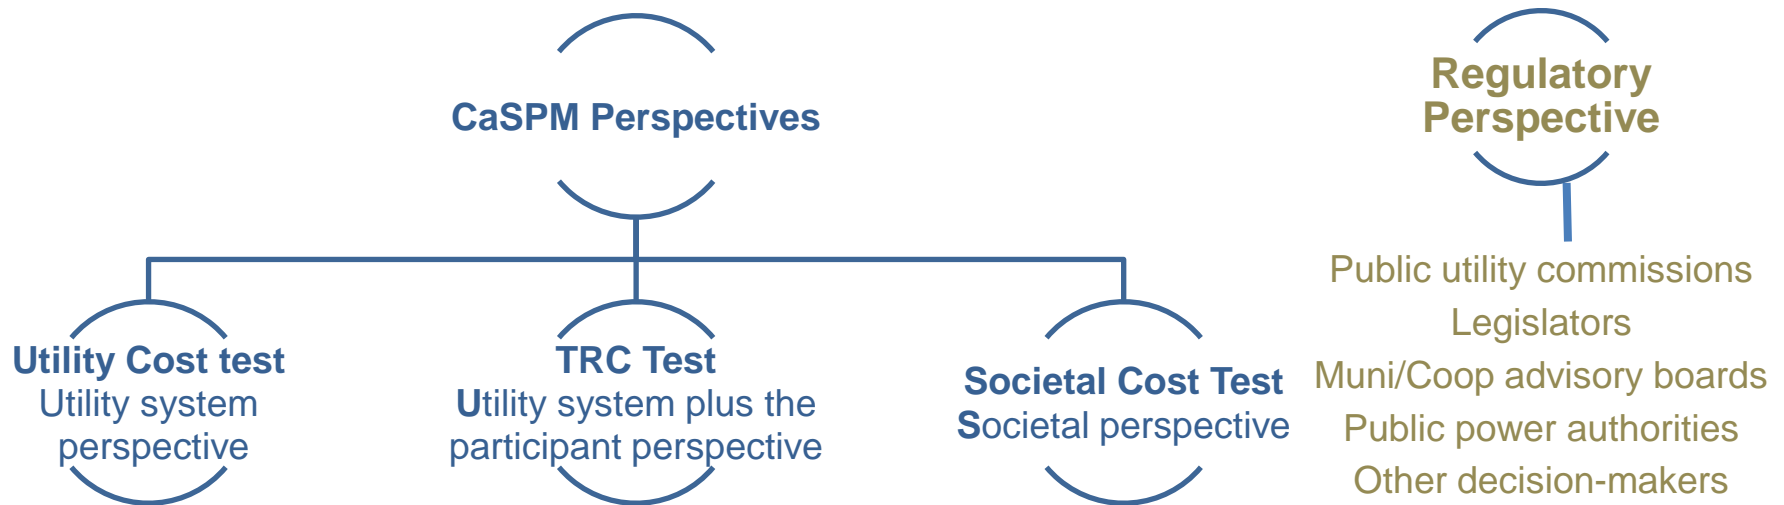 CaSPM Perspectives
Utility Cost test
Utility system
perspective
TRC Test
Utility system plus the
participant perspective
Societal Cost Test
Societal perspective
Regulatory
Perspective
Public utility commissions
Legislators
Muni/Coop advisory boards
Public power authorities
Other decision-makers